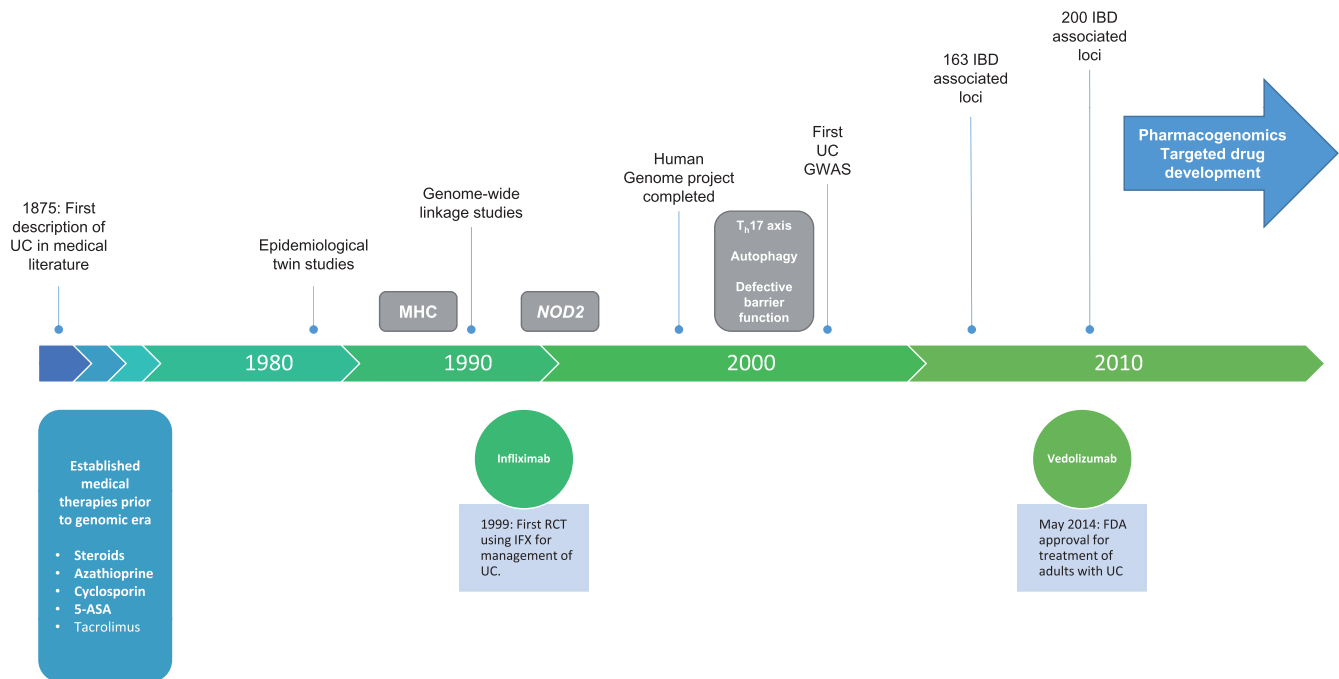 1875: First
description of
UC in medical
literature
Epidemiological
twin studies
MHC
Genome-wide
linkage studies
NOD2
Human
Genome project
completed
Th17 axis
Autophagy
Defective
barrier
function
First
UC
GWAS
163 IBD
associated
loci
200 IBD
associated
loci
Pharmacogenomics
Targeted drug
development
1980
1990
2000
2010
Established
medical
therapies prior
to genomic era
• Steroids
• Azathioprine
• Cyclosporin
• 5-ASA
• Tacrolimus
Infliximab
1999: First RCT
using IFX for
management of
UC.
Vedolizumab
May 2014: FDA
approval for
treatment of
adults with UC